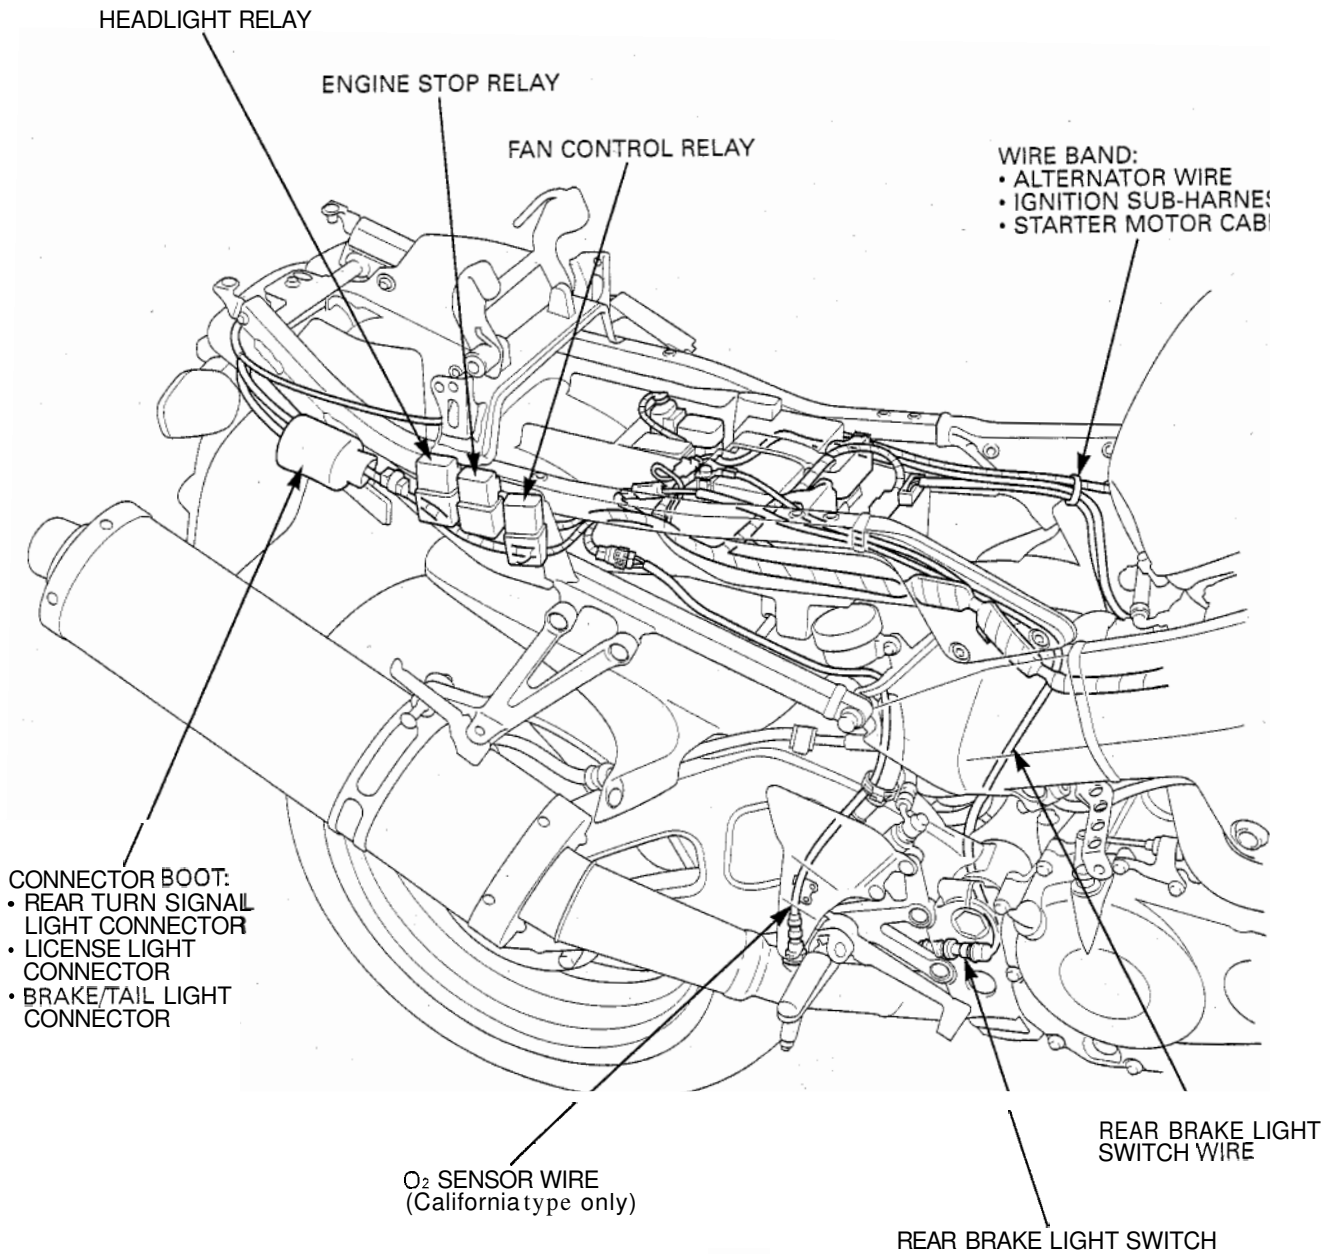 HEADLIGHT RELAY
ENGINE STOP RELAY
FAN CONTROL RELAY
WIRE BAND:
• ALTERNATOR WIRE
• IGNITION SUB-HARNES
• STARTER MOTOR CAB
CONNECTOR BOOT:
• REAR TURN SIGNAL
LIGHT CONNECTOR
• LICENSE LIGHT
CONNECTOR
• BRAKE/TAIL LIGHT
CONNECTOR
O2 SENSOR WIRE
(California type only)
REAR BRAKE LIGHT
SWITCH WIRE
REAR BRAKE LIGHT SWITCH